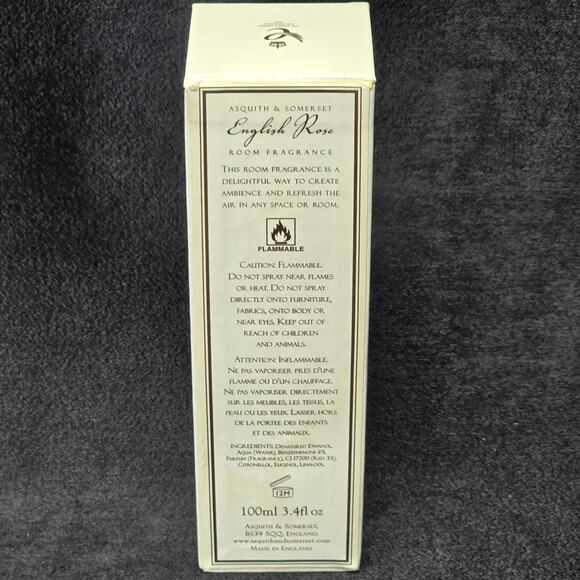 ASQUITH & SOMERSET
English Rose
ROOM FRAGRANCE
THIS ROOM FRAGRANCE IS A
DELIGHTFUL WAY TO CREATE
AMBIENCE AND REFRESH THE
AIR IN ANY SPACE OR ROOM.
FLAMMABLE
CAUTION: FLAMMABLE.
DO NOT SPRAY NEAR FLAMES
OR HEAT. DO NOT SPRAY
DIRECTLY ONTO FURNITURE,
FABRICS, ONTO BODY OR
NEAR EYES. KEEP OUT OF
REACH OF CHILDREN
AND ANIMALS.
ATTENTION: INFLAMMABLE.
NE PAS VAPORISER PRES D'UNE
FLAMME OU D'UN CHAUFFAGE.
NE PAS VAPORISER DIRECTEMENT
SUR LES MEUBLES, LES TISSUS, LA
PEAU OU LES YEUX. LASSER HORS
DE LA PORTEE DES ENFANTS
ET DES ANIMAUX.
INGREDIENTS: DENATURED ETHANOL,
AQUA (WATER), BENZEPHENONE 1/3,
PARFUM (FRAGRANCE), CI 17200 (RED 33),
CITRONELLOL, EUGENOL, LINALOOL.
12M
100ml 3.4fl oz
ASQUITH & SOMERSET,
BS39 5QQ, ENGLAND.
www.asquithandsomerset.com
MADE IN ENGLAND.